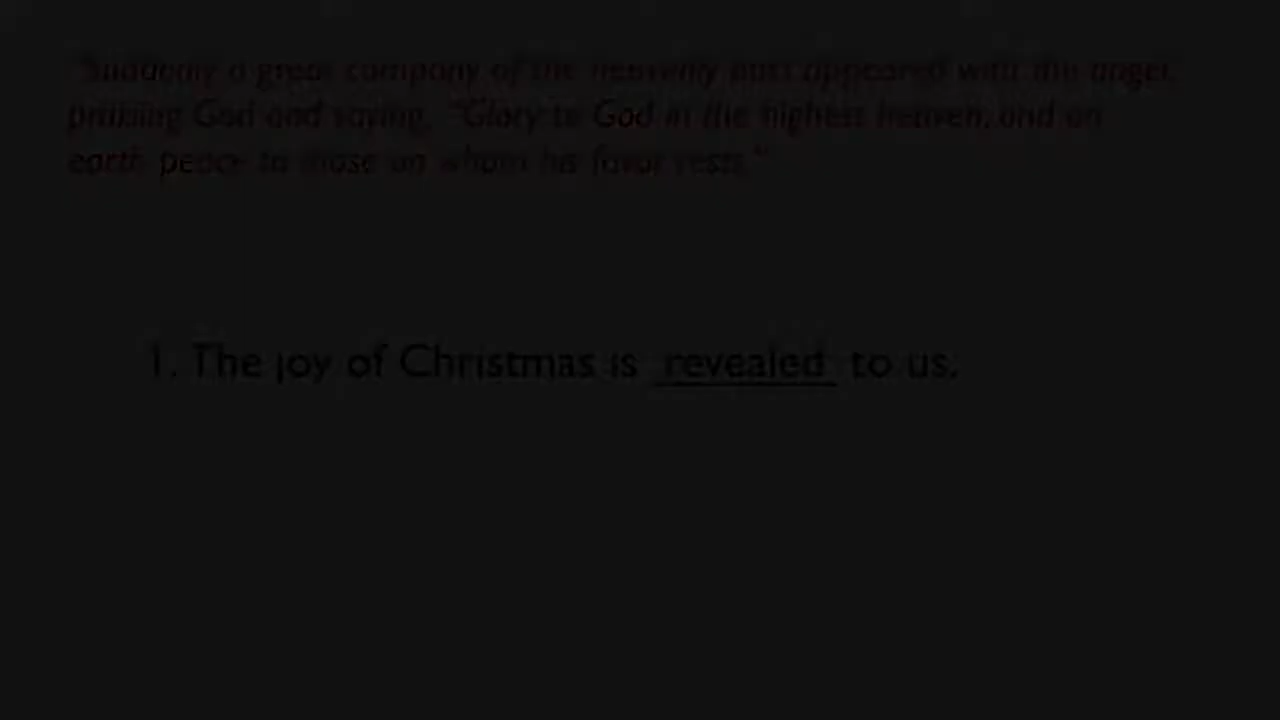 "Suddenly a great company of the heavenly host appeared with the angel,
praising God and saying, "Glory to God in the highest heaven, and on
earth peace to those on whom his favor rests."
1. The joy of Christmas is revealed to us.